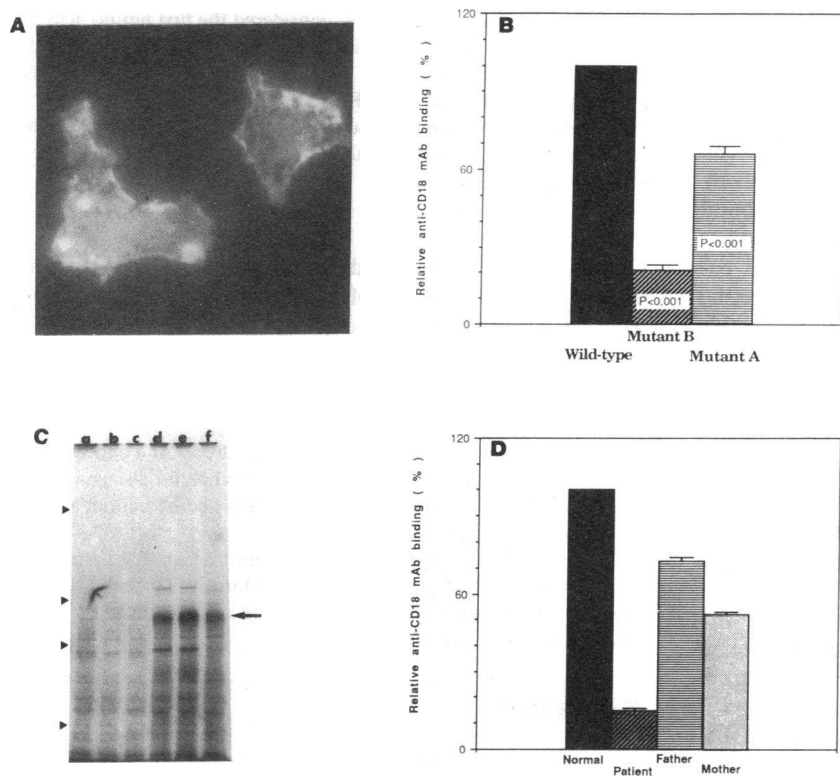 A
B
Relative anti-CD18 mAb binding ( % )
120
60
0
P<0.001
P<0.001
Mutant B
Wild-type
Mutant A
C
a b c d e f
D
Relative anti-CD18 mAb binding ( % )
120
60
0
Normal
Patient
Father
Mother